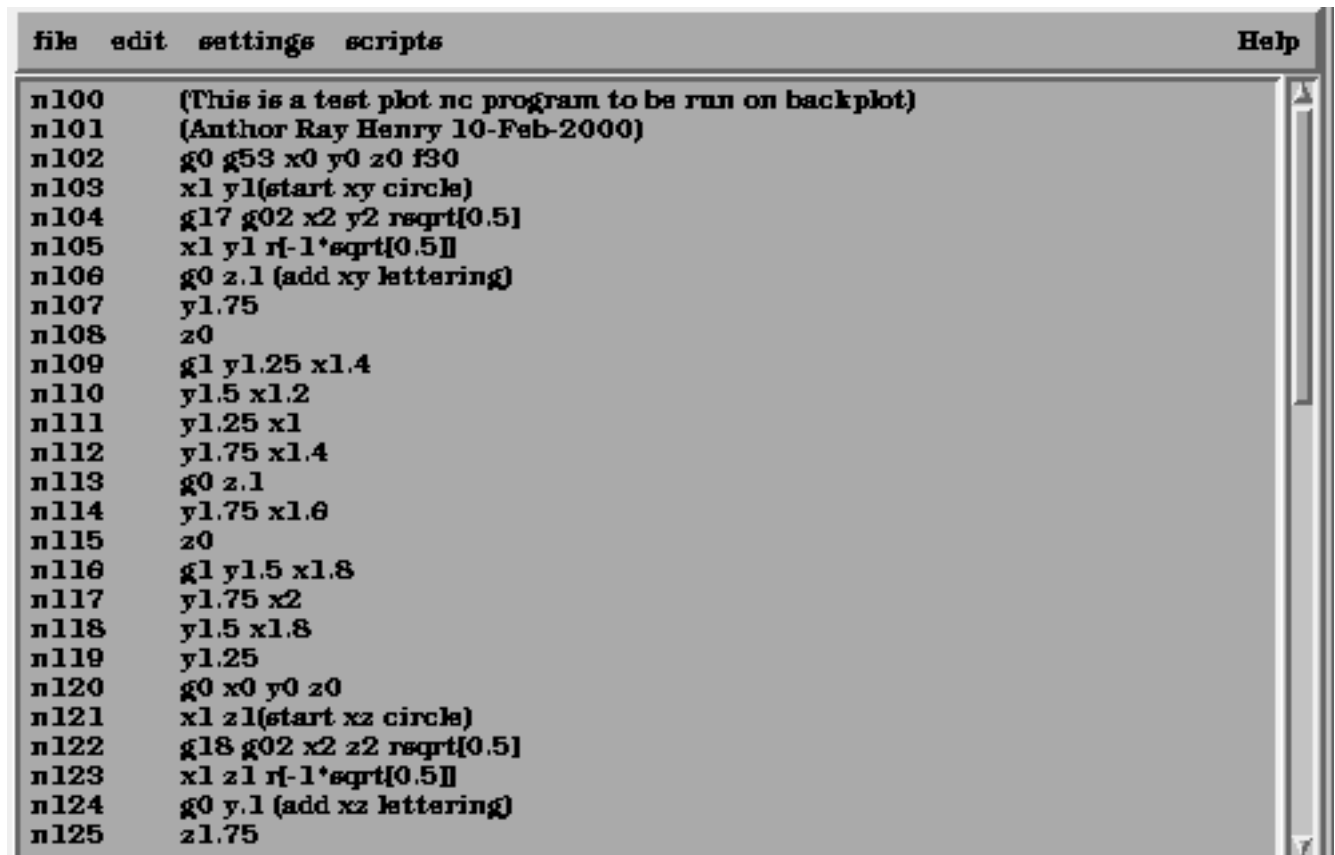 file edit settings scripts Help
n100 (This is a test plot nc program to be run on backplot)
n101 (Author Ray Henry 10-Feb-2000)
n102 g0 g53 x0 y0 z0 f30
n103 x1 y1(start xy circle)
n104 g17 g02 x2 y2 rsqrt[0.5]
n105 x1 y1 r[-1*sqrt[0.5]]
n106 g0 z.1 (add xy lettering)
n107 y1.75
n108 z0
n109 g1 y1.25 x1.4
n110 y1.5 x1.2
n111 y1.25 x1
n112 y1.75 x1.4
n113 g0 z.1
n114 y1.75 x1.6
n115 z0
n116 g1 y1.5 x1.8
n117 y1.75 x2
n118 y1.5 x1.8
n119 y1.25
n120 g0 x0 y0 z0
n121 x1 z1(start xz circle)
n122 g18 g02 x2 z2 rsqrt[0.5]
n123 x1 z1 r[-1*sqrt[0.5]]
n124 g0 y.1 (add xz lettering)
n125 z1.75